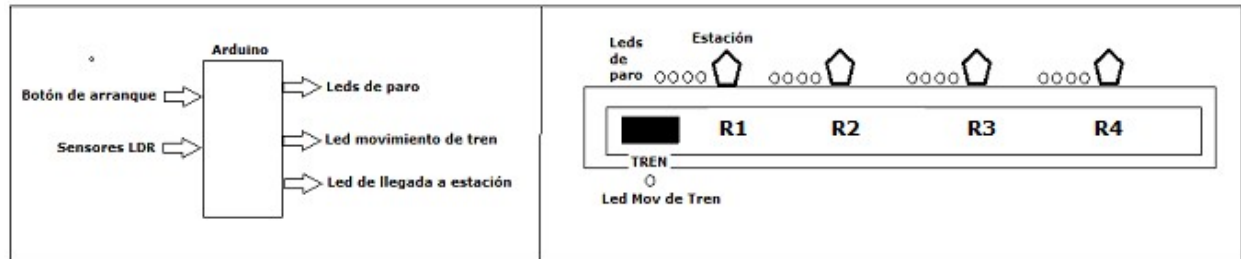 Arduino
Botón de arranque
Sensores LDR
Leds de paro
Led movimiento de tren
Led de llegada a estación
Leds
de
paro
Estación
R1 R2 R3 R4
TREN
Led Mov de Tren